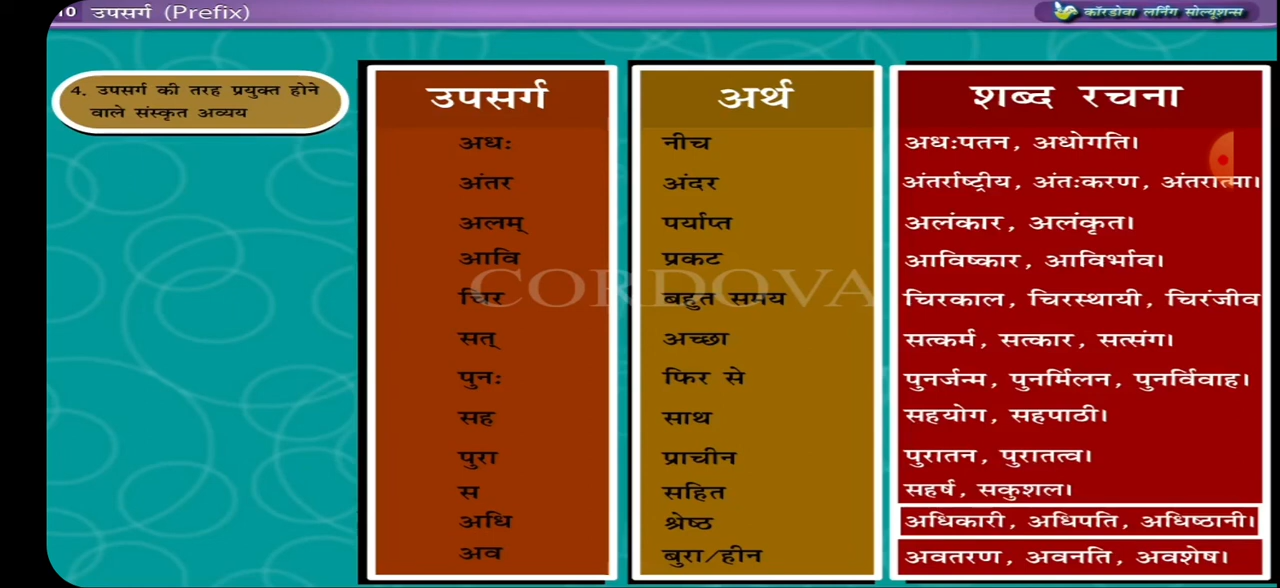 10 उपसर्ग (Prefix)
कॉरडोवा लर्निंग सोल्यूशन्स
4. उपसर्ग की तरह प्रयुक्त होने
वाले संस्कृत अव्यय
उपसर्ग अर्थ शब्द रचना
अधः नीच अधःपतन, अधोगति।
अंतर अंदर अंतर्राष्ट्रीय, अंतःकरण, अंतरात्मा।
अलम् पर्याप्त अलंकार, अलंकृत।
आवि प्रकट आविष्कार, आविर्भाव।
CORDOVA
चिर बहुत समय चिरकाल, चिरस्थायी, चिरंजीव
सत् अच्छा सत्कर्म, सत्कार, सत्संग।
पुनः फिर से पुनर्जन्म, पुनर्मिलन, पुनर्विवाह।
सह साथ सहयोग, सहपाठी।
पुरा प्राचीन पुरातन, पुरातत्व।
स सहित सहर्ष, सकुशल।
अधि श्रेष्ठ अधिकारी, अधिपति, अधिष्ठानी।
अव बुरा/हीन अवतरण, अवनति, अवशेष।